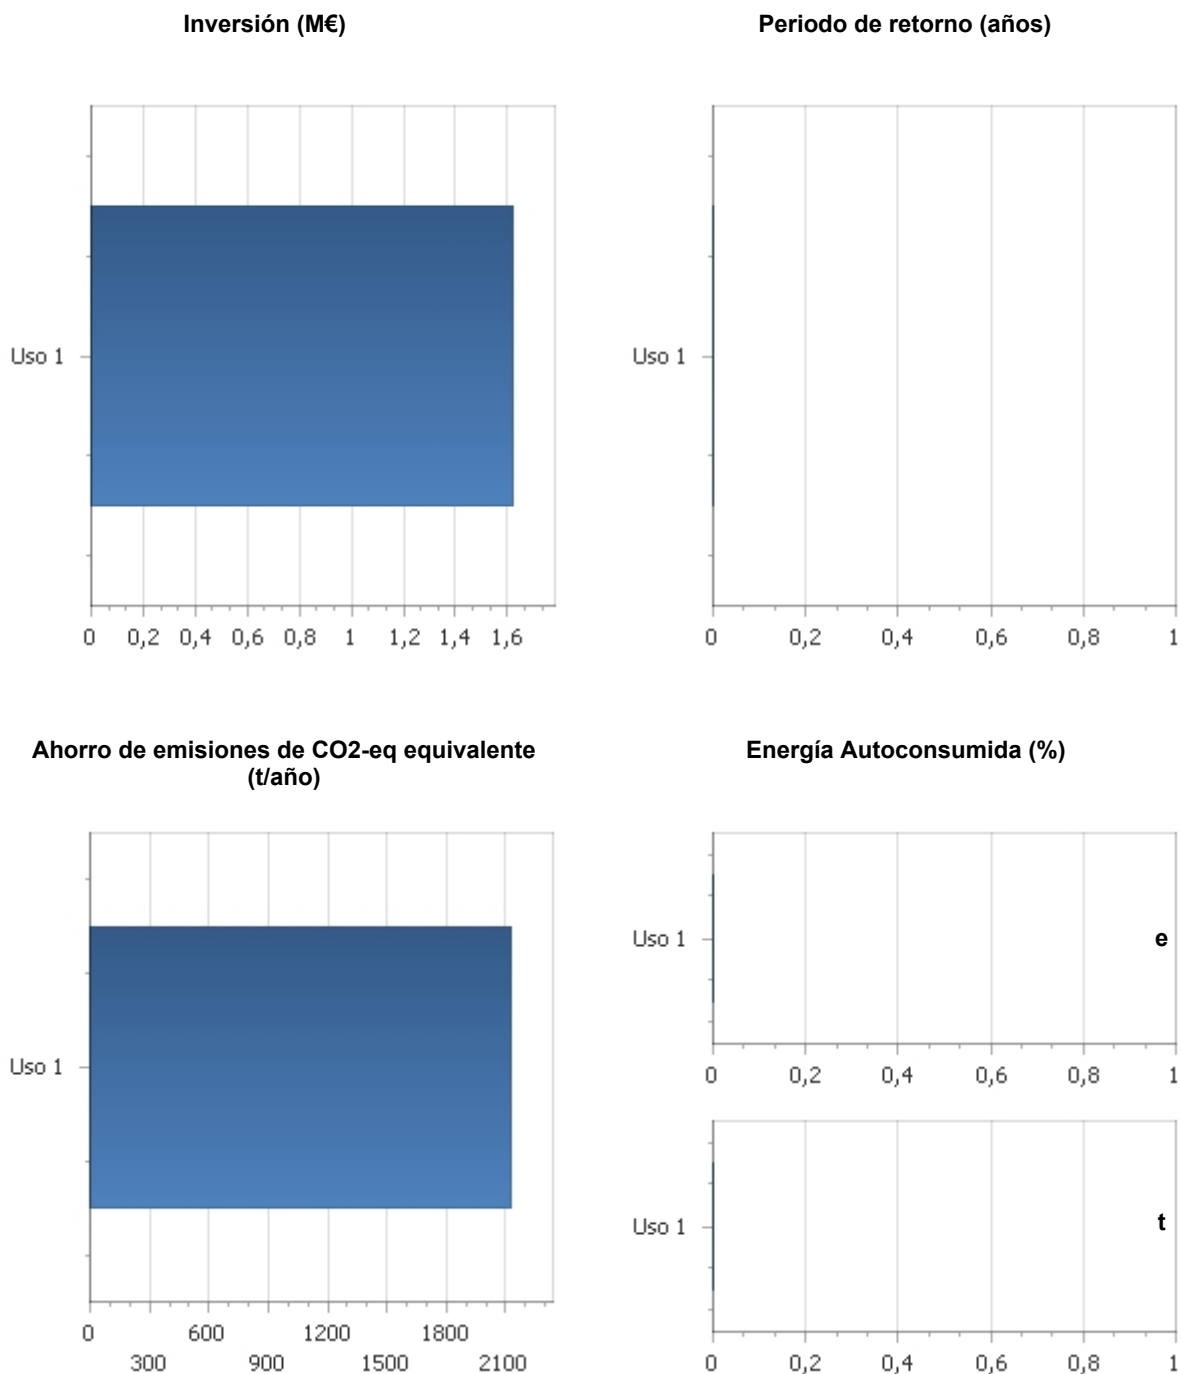 Inversión (M€)
Uso 1
0 0,2 0,4 0,6 0,8 1 1,2 1,4 1,6
Periodo de retorno (años)
Uso 1
0 0,2 0,4 0,6 0,8 1
Ahorro de emisiones de CO2-eq equivalente
(t/año)
Uso 1
0 600 1200 1800
300 900 1500 2100
Energía Autoconsumida (%)
Uso 1
e
0 0,2 0,4 0,6 0,8 1
Uso 1
t
0 0,2 0,4 0,6 0,8 1